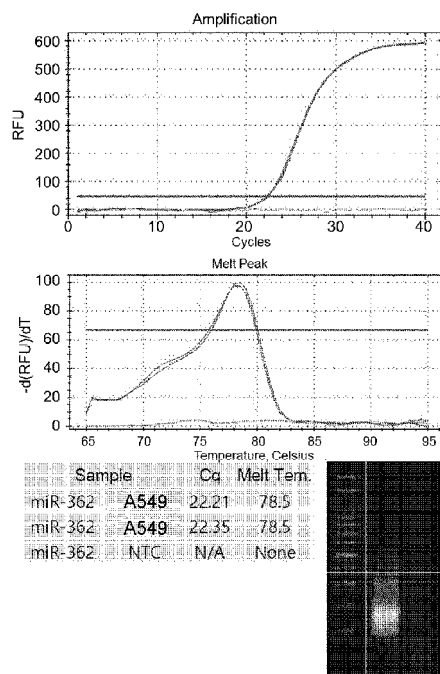 Amplification
600
500
400
300
200
100
0
RFU
0 10 20 30 40
Cycles
Melt Peak
100
80
60
40
20
0
-d(RFU)/dT
65 70 75 80 85 90 95
Temperature, Celsius
Sample Cq Melt Tem.
miR-362 A549 22.21 78.5
miR-362 A549 22.35 78.5
miR-362 NTC N/A None